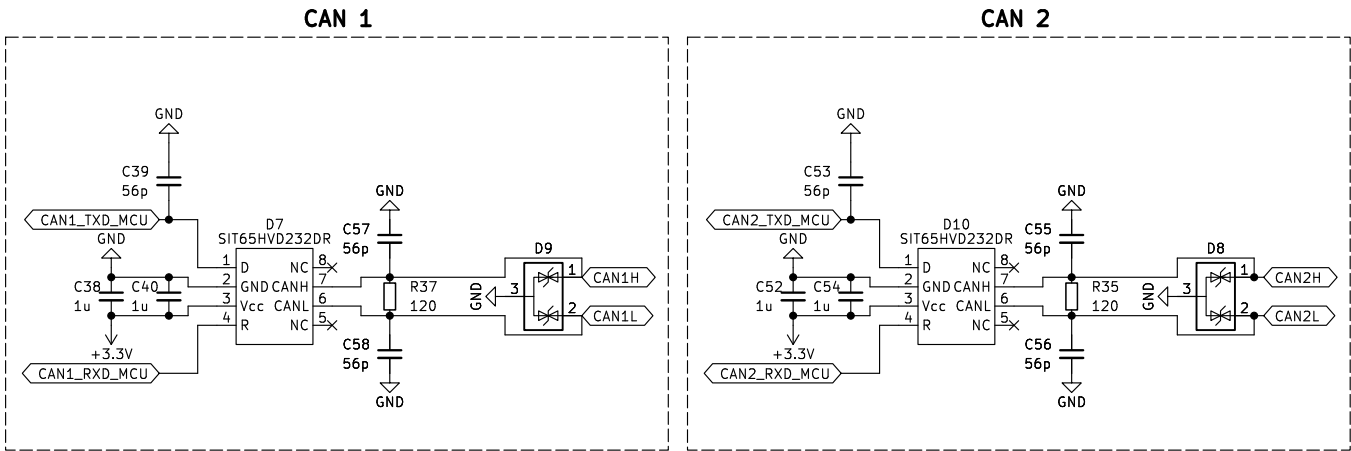 CAN 1
GND
C39
56p
CAN1_TXD_MCU
GND
C38
1u
C40
1u
+3.3V
CAN1_RXD_MCU
D7
SIT65HVD232DR
1 D NC 8
2 GND CANH 7
3 Vcc CANL 6
4 R NC 5
GND
C57
56p
R37
120
C58
56p
GND
D9
GND
3
1
2
CAN1H
CAN1L
CAN 2
GND
C53
56p
CAN2_TXD_MCU
GND
C52
1u
C54
1u
+3.3V
CAN2_RXD_MCU
D10
SIT65HVD232DR
1 D NC 8
2 GND CANH 7
3 Vcc CANL 6
4 R NC 5
GND
C55
56p
R35
120
C56
56p
GND
D8
GND
3
1
2
CAN2H
CAN2L